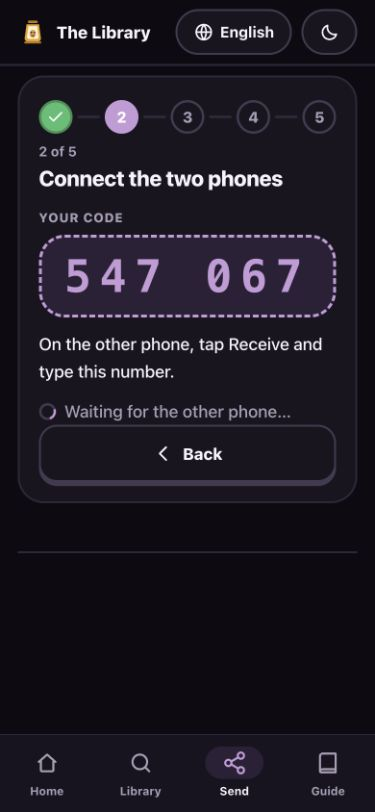 The Library
English
2
3
4
5
2 of 5
Connect the two phones
YOUR CODE
547 067
On the other phone, tap Receive and
type this number.
Waiting for the other phone...
Back
Home
Library
Send
Guide